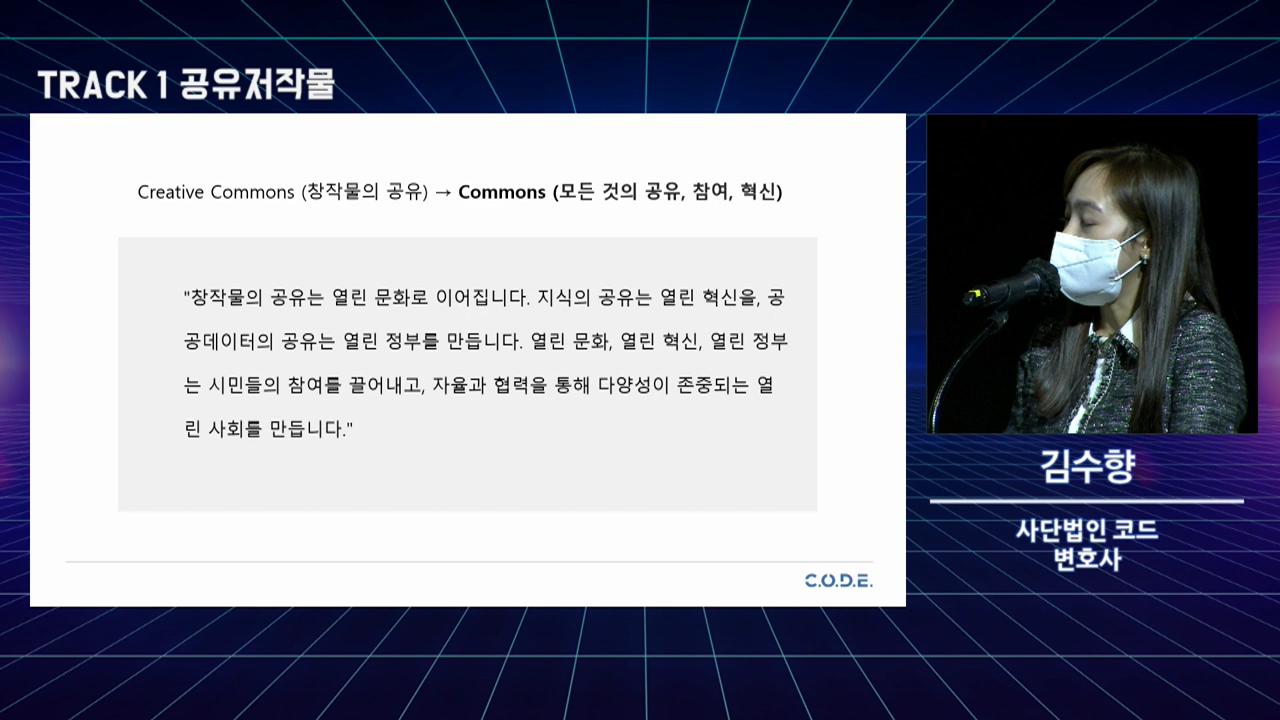 TRACK 1 공유저작물
Creative Commons (창작물의 공유) → Commons (모든 것의 공유, 참여, 혁신)
"창작물의 공유는 열린 문화로 이어집니다. 지식의 공유는 열린 혁신을, 공
공데이터의 공유는 열린 정부를 만듭니다. 열린 문화, 열린 혁신, 열린 정부
는 시민들의 참여를 끌어내고, 자율과 협력을 통해 다양성이 존중되는 열
린 사회를 만듭니다."
C.O.D.E.
김수향
사단법인 코드
변호사